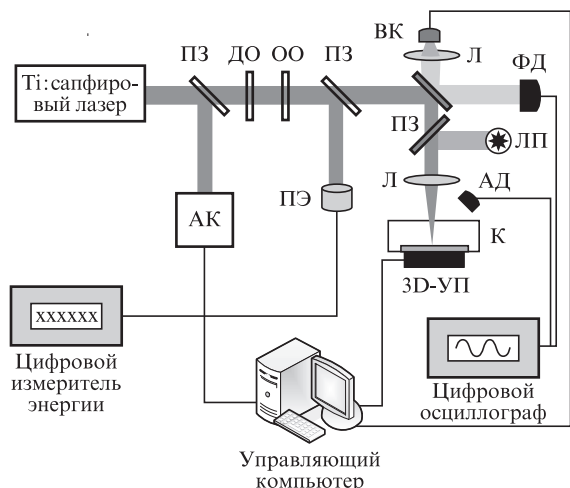 ВК
Л
ПЗ
ДО
ОО
ПЗ
ФД
Ti:сапфиро-
вый лазер
ПЗ
ЛП
Л
АД
АК
ПЭ
К
3D-УП
XXXXXX
Цифровой
измеритель
энергии
Цифровой
осциллограф
Управляющий
компьютер